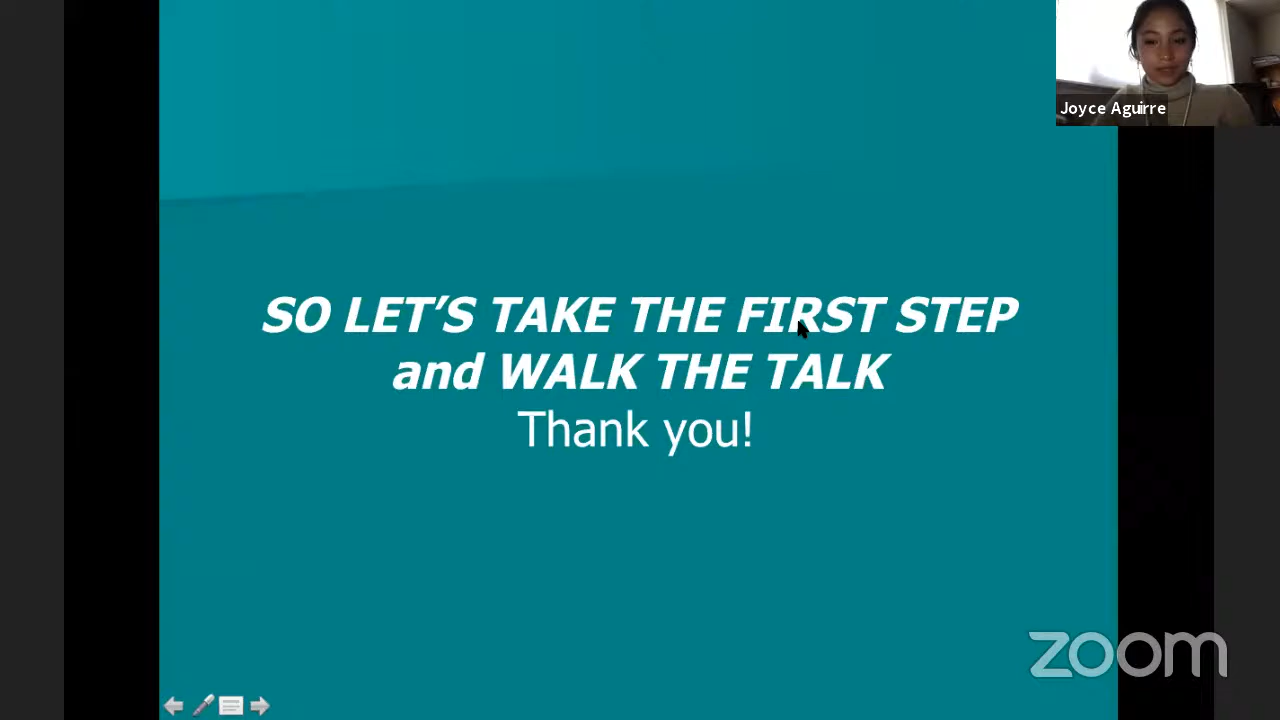 Joyce Aguirre
SO LET'S TAKE THE FIRST STEP
and WALK THE TALK
Thank you!
zoom